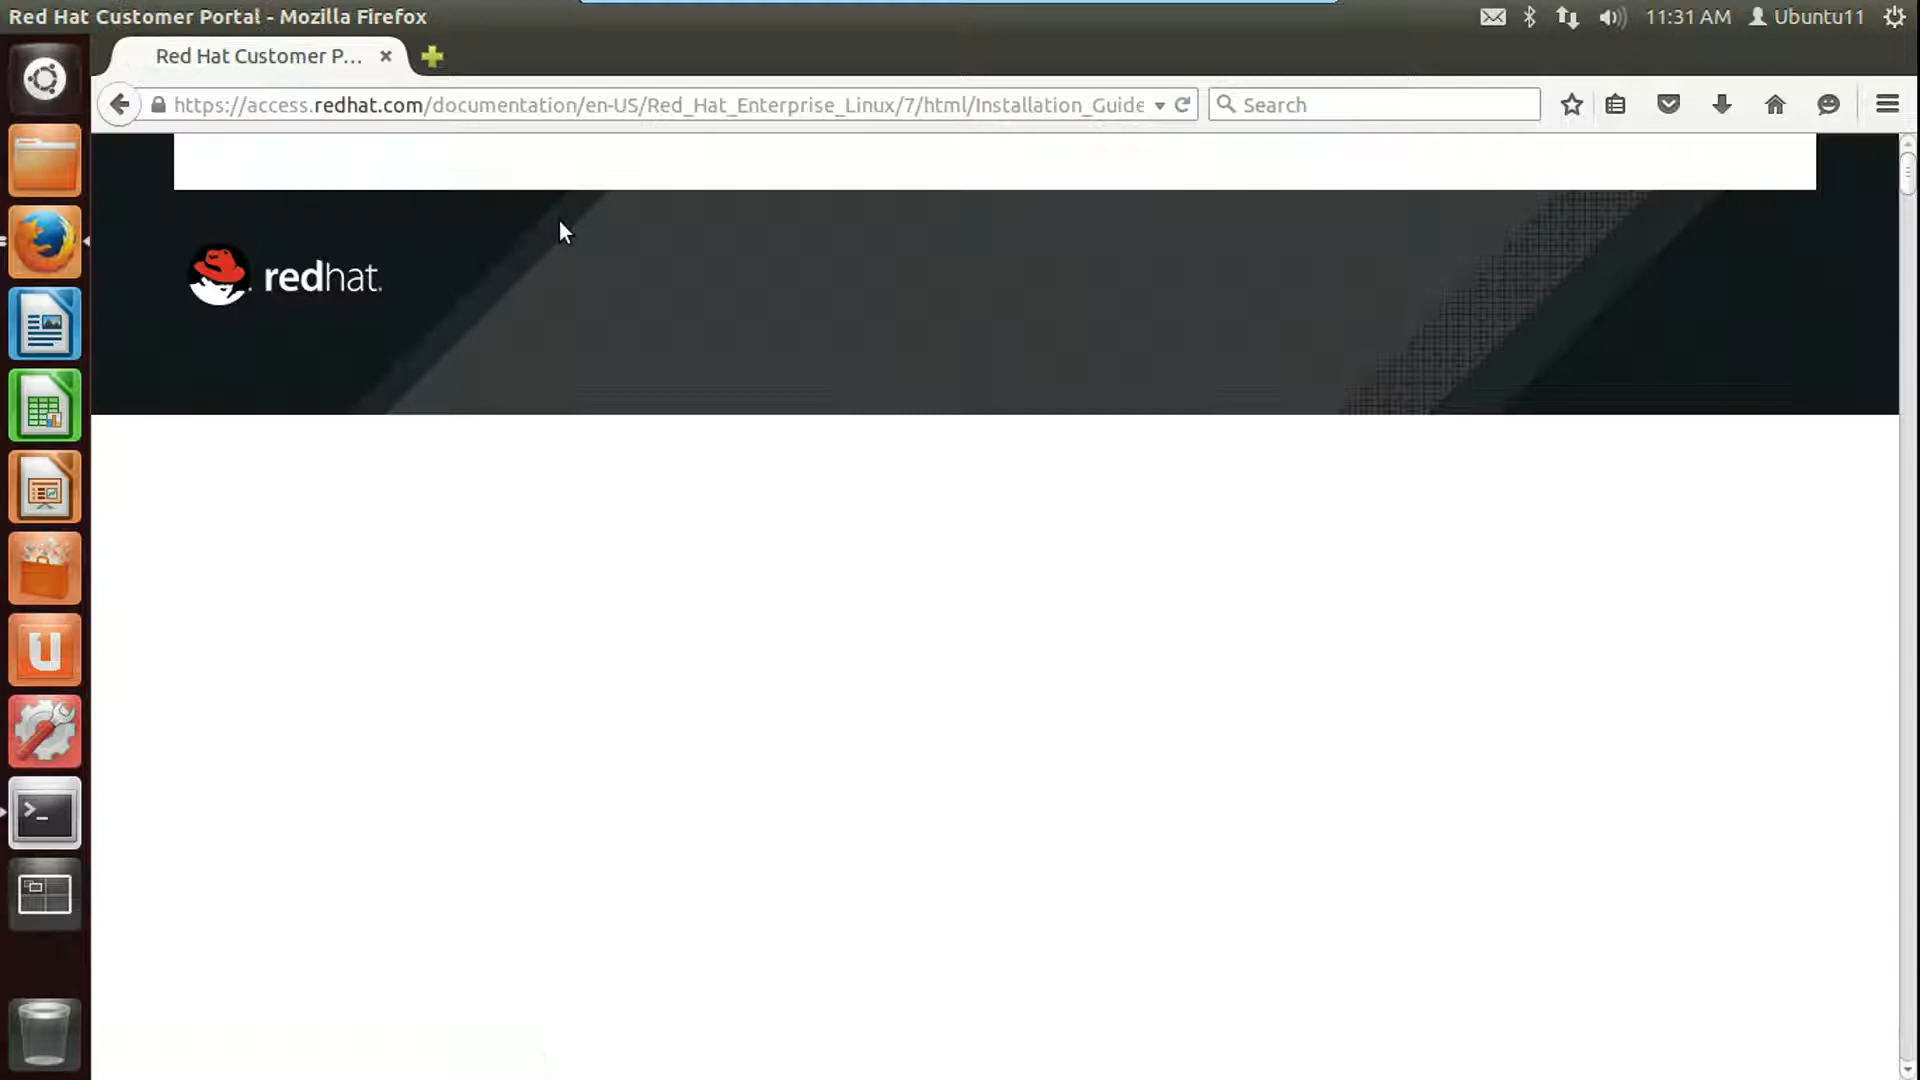 Red Hat Customer Portal - Mozilla Firefox
11:31 AM Ubuntu11
Red Hat Customer P...
https://access.redhat.com/documentation/en-US/Red_Hat_Enterprise_Linux/7/html/Installation_Guide
Search
redhat.